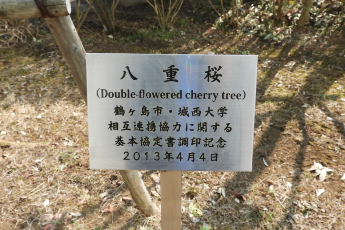 八重桜
(Double-flowered cherry tree)
鶴ヶ島市・城西大学
相互連携協力に関する
基本協定書調印記念
2013年4月4日